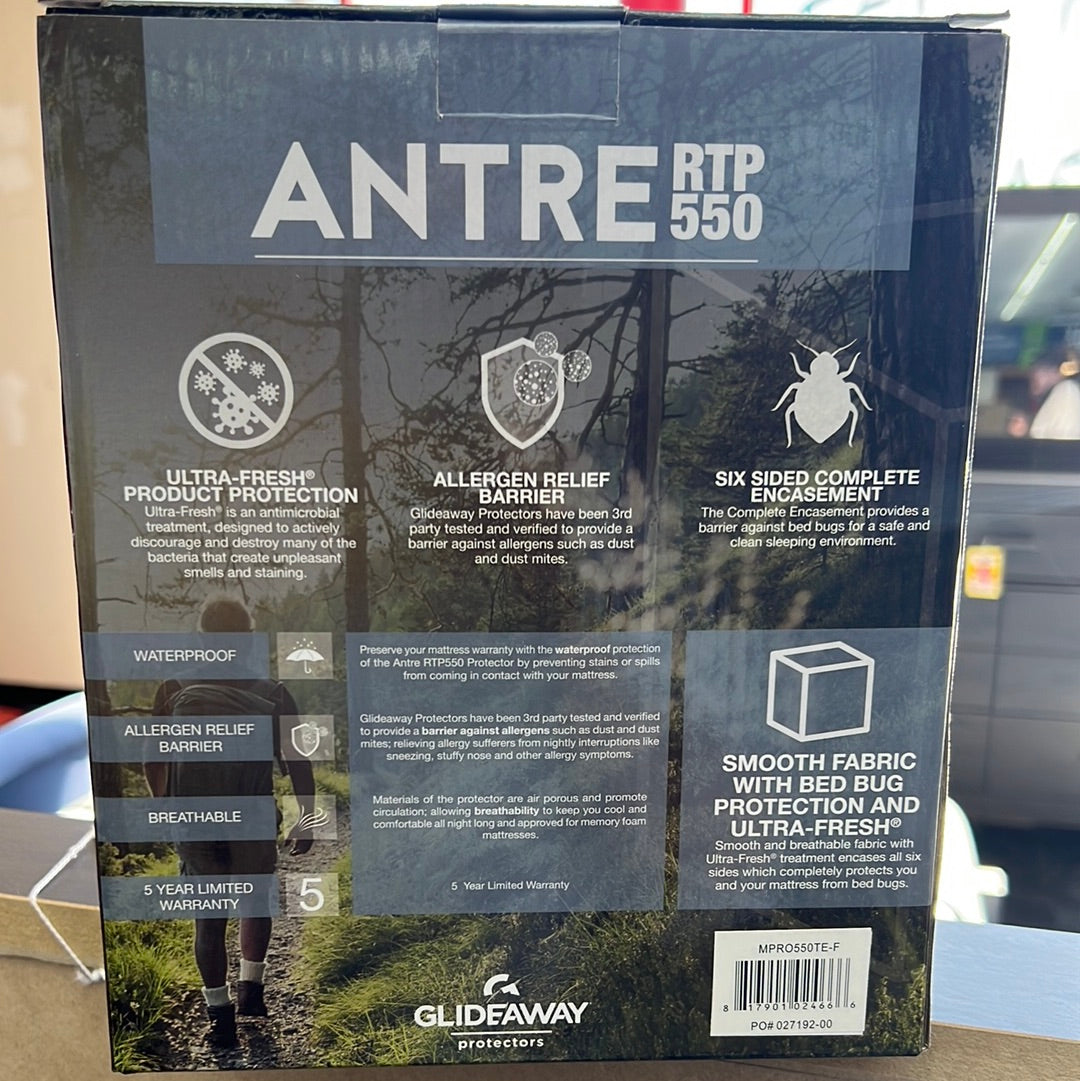 ANTRE RTP 550
ULTRA-FRESH®
PRODUCT PROTECTION
Ultra-Fresh® is an antimicrobial
treatment, designed to actively
discourage and destroy many of the
bacteria that create unpleasant
smells and staining.
ALLERGEN RELIEF
BARRIER
Glideaway Protectors have been 3rd
party tested and verified to provide a
barrier against allergens such as dust
and dust mites.
SIX SIDED COMPLETE
ENCASEMENT
The Complete Encasement provides a
barrier against bed bugs for a safe and
clean sleeping environment.
WATERPROOF
Preserve your mattress warranty with the waterproof protection
of the Antre RTP550 Protector by preventing stains or spills
from coming in contact with your mattress.
ALLERGEN RELIEF
BARRIER
Glideaway Protectors have been 3rd party tested and verified
to provide a barrier against allergens such as dust and dust
mites; relieving allergy sufferers from nightly interruptions like
sneezing, stuffy nose and other allergy symptoms.
BREATHABLE
Materials of the protector are air porous and promote
circulation; allowing breathability to keep you cool and
comfortable all night long and approved for memory foam
mattresses.
5 YEAR LIMITED
WARRANTY
5
5 Year Limited Warranty
SMOOTH FABRIC
WITH BED BUG
PROTECTION AND
ULTRA-FRESH®
Smooth and breathable fabric with
Ultra-Fresh® treatment encases all six
sides which completely protects you
and your mattress from bed bugs.
GLIDEAWAY
protectors
MPRO550TE-F
8 17901 02466 6
PO# 027192-00